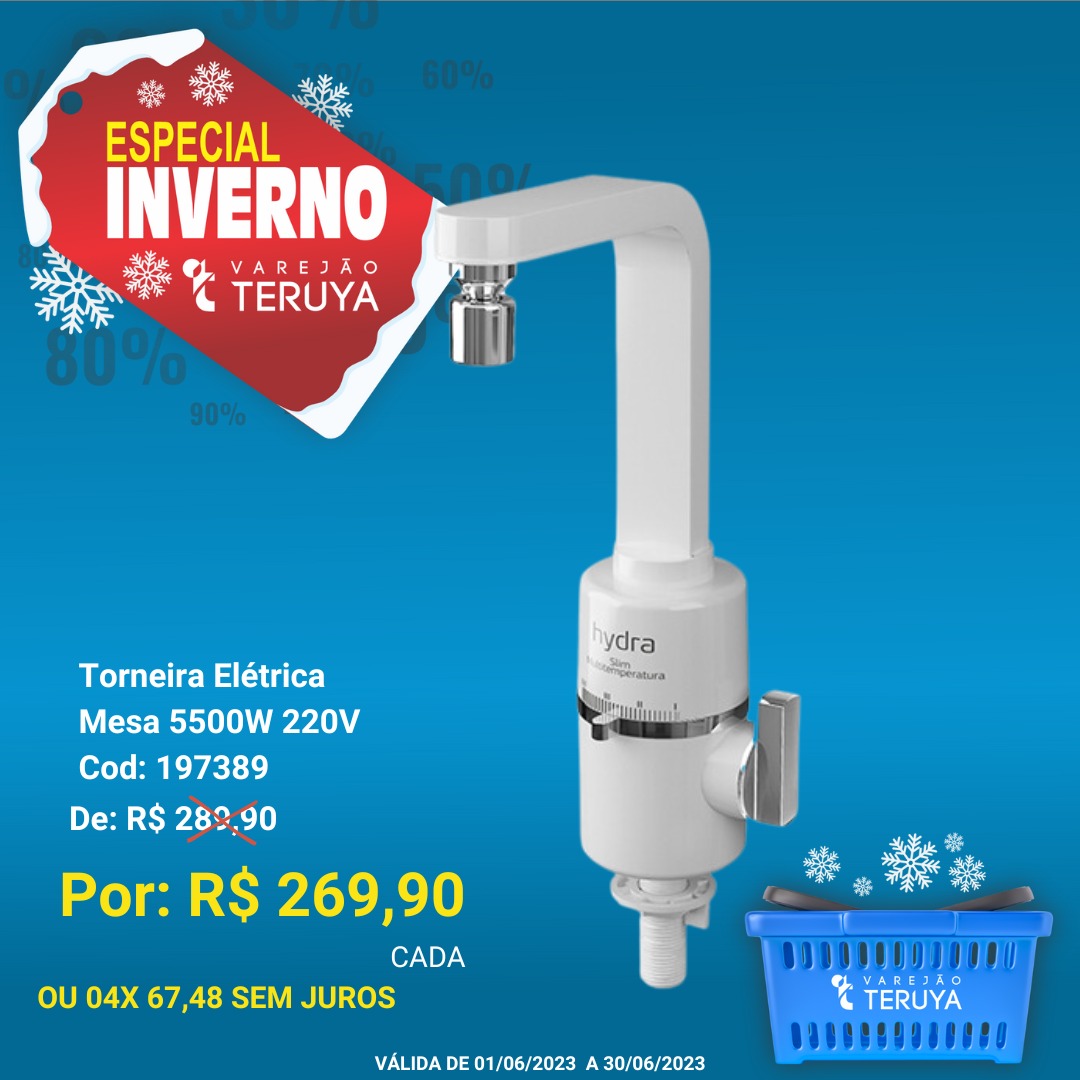 60%
50%
80%
90%
ESPECIAL
INVERNO
VAREJÃO
TERUYA
hydra
Slim
Multitemperatura
Torneira Elétrica
Mesa 5500W 220V
Cod: 197389
De: R$ 289,90
Por: R$ 269,90
CADA
OU 04X 67,48 SEM JUROS
VAREJÃO
TERUYA
VÁLIDA DE 01/06/2023 A 30/06/2023